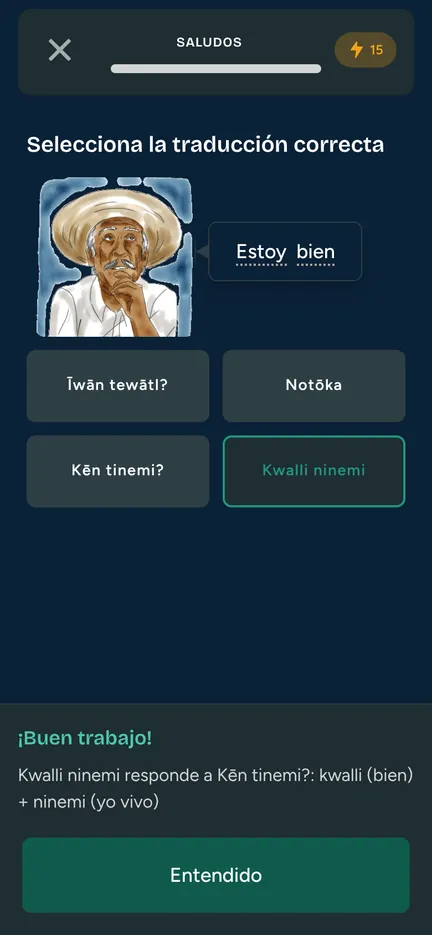 SALUDOS
15
Selecciona la traducción correcta
Estoy bien
Īwān tewātl?
Notōka
Kēn tinemi?
Kwalli ninemi
¡Buen trabajo!
Kwalli ninemi responde a Kēn tinemi?: kwalli (bien)
+ ninemi (yo vivo)
Entendido